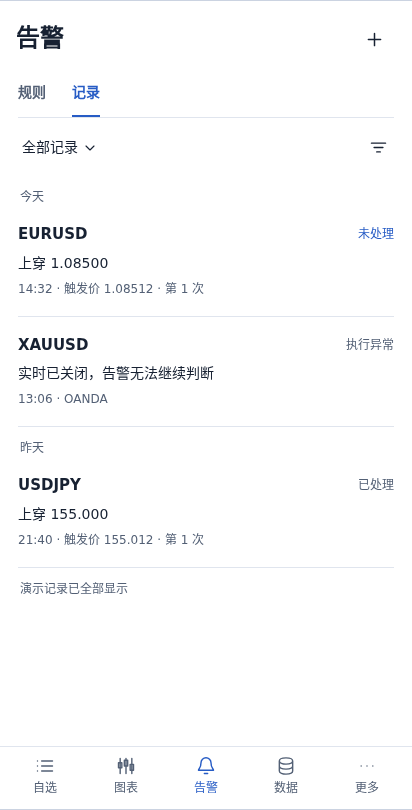 告警
规则 记录
全部记录
今天
EURUSD 未处理
上穿 1.08500
14:32 · 触发价 1.08512 · 第 1 次
XAUUSD 执行异常
实时已关闭，告警无法继续判断
13:06 · OANDA
昨天
USDJPY 已处理
上穿 155.000
21:40 · 触发价 155.012 · 第 1 次
演示记录已全部显示
自选 图表 告警 数据 更多